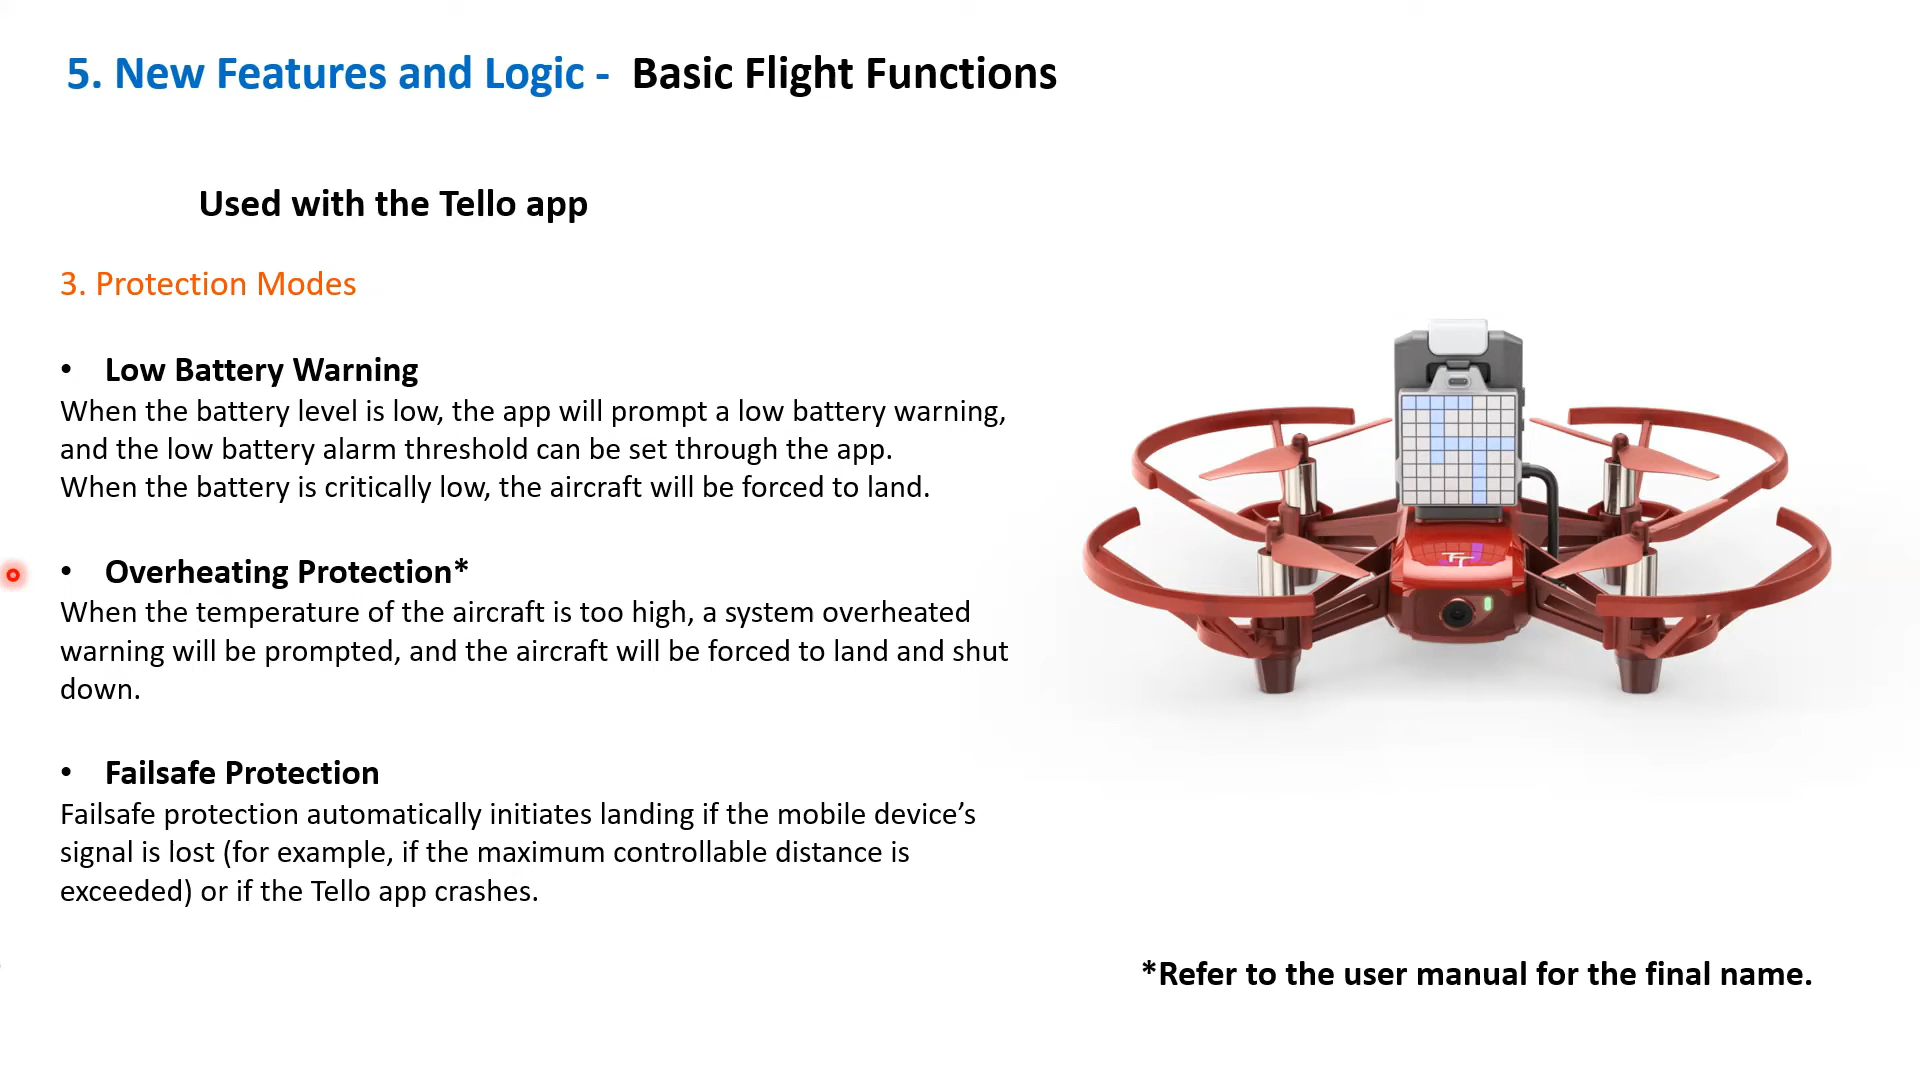 5. New Features and Logic - Basic Flight Functions
Used with the Tello app
3. Protection Modes
• Low Battery Warning
When the battery level is low, the app will prompt a low battery warning,
and the low battery alarm threshold can be set through the app.
When the battery is critically low, the aircraft will be forced to land.
• Overheating Protection*
When the temperature of the aircraft is too high, a system overheated
warning will be prompted, and the aircraft will be forced to land and shut
down.
• Failsafe Protection
Failsafe protection automatically initiates landing if the mobile device’s
signal is lost (for example, if the maximum controllable distance is
exceeded) or if the Tello app crashes.
TT
*Refer to the user manual for the final name.